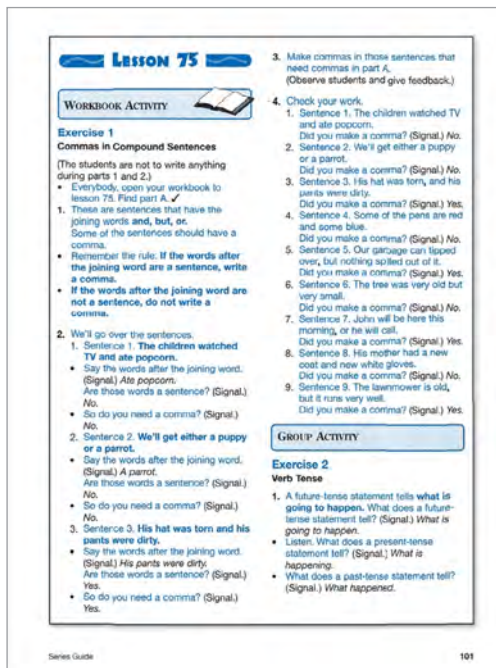 LESSON 75
WORKBOOK ACTIVITY
Exercise 1
Commas in Compound Sentences
(The students are not to write anything
during parts 1 and 2.)
• Everybody, open your workbook to
lesson 75. Find part A. ✓
1. These are sentences that have the
joining words and, but, or.
Some of the sentences should have a
comma.
• Remember the rule: If the words after
the joining word are a sentence, write
a comma.
• If the words after the joining word are
not a sentence, do not write a
comma.
2. We'll go over the sentences.
1. Sentence 1. The children watched
TV and ate popcorn.
• Say the words after the joining word.
(Signal.) Ate popcorn.
Are those words a sentence? (Signal.)
No.
• So do you need a comma? (Signal.)
No.
2. Sentence 2. We'll get either a puppy
or a parrot.
• Say the words after the joining word.
(Signal.) A parrot.
Are those words a sentence? (Signal.)
No.
• So do you need a comma? (Signal.)
No.
3. Sentence 3. His hat was torn and his
pants were dirty.
• Say the words after the joining word.
(Signal.) His pants were dirty.
Are those words a sentence? (Signal.)
Yes.
• So do you need a comma? (Signal.)
Yes.
3. Make commas in those sentences that
need commas in part A.
(Observe students and give feedback.)
4. Check your work.
1. Sentence 1. The children watched TV
and ate popcorn.
Did you make a comma? (Signal.) No.
2. Sentence 2. We'll get either a puppy
or a parrot.
Did you make a comma? (Signal.) No.
3. Sentence 3. His hat was torn, and his
pants were dirty.
Did you make a comma? (Signal.) Yes.
4. Sentence 4. Some of the pens are red
and some blue.
Did you make a comma? (Signal.) No.
5. Sentence 5. Our garbage can tipped
over, but nothing spilled out of it.
Did you make a comma? (Signal.) Yes.
6. Sentence 6. The tree was very old but
very small.
Did you make a comma? (Signal.) No.
7. Sentence 7. John will be here this
morning, or he will call.
Did you make a comma? (Signal.) Yes.
8. Sentence 8. His mother had a new
coat and new white gloves.
Did you make a comma? (Signal.) No.
9. Sentence 9. The lawnmower is old,
but it runs very well.
Did you make a comma? (Signal.) Yes.
GROUP ACTIVITY
Exercise 2
Verb Tense
1. A future-tense statement tells what is
going to happen. What does a future-
tense statement tell? (Signal.) What is
going to happen.
• Listen. What does a present-tense
statement tell? (Signal.) What is
happening.
• What does a past-tense statement tell?
(Signal.) What happened.
Series Guide
101